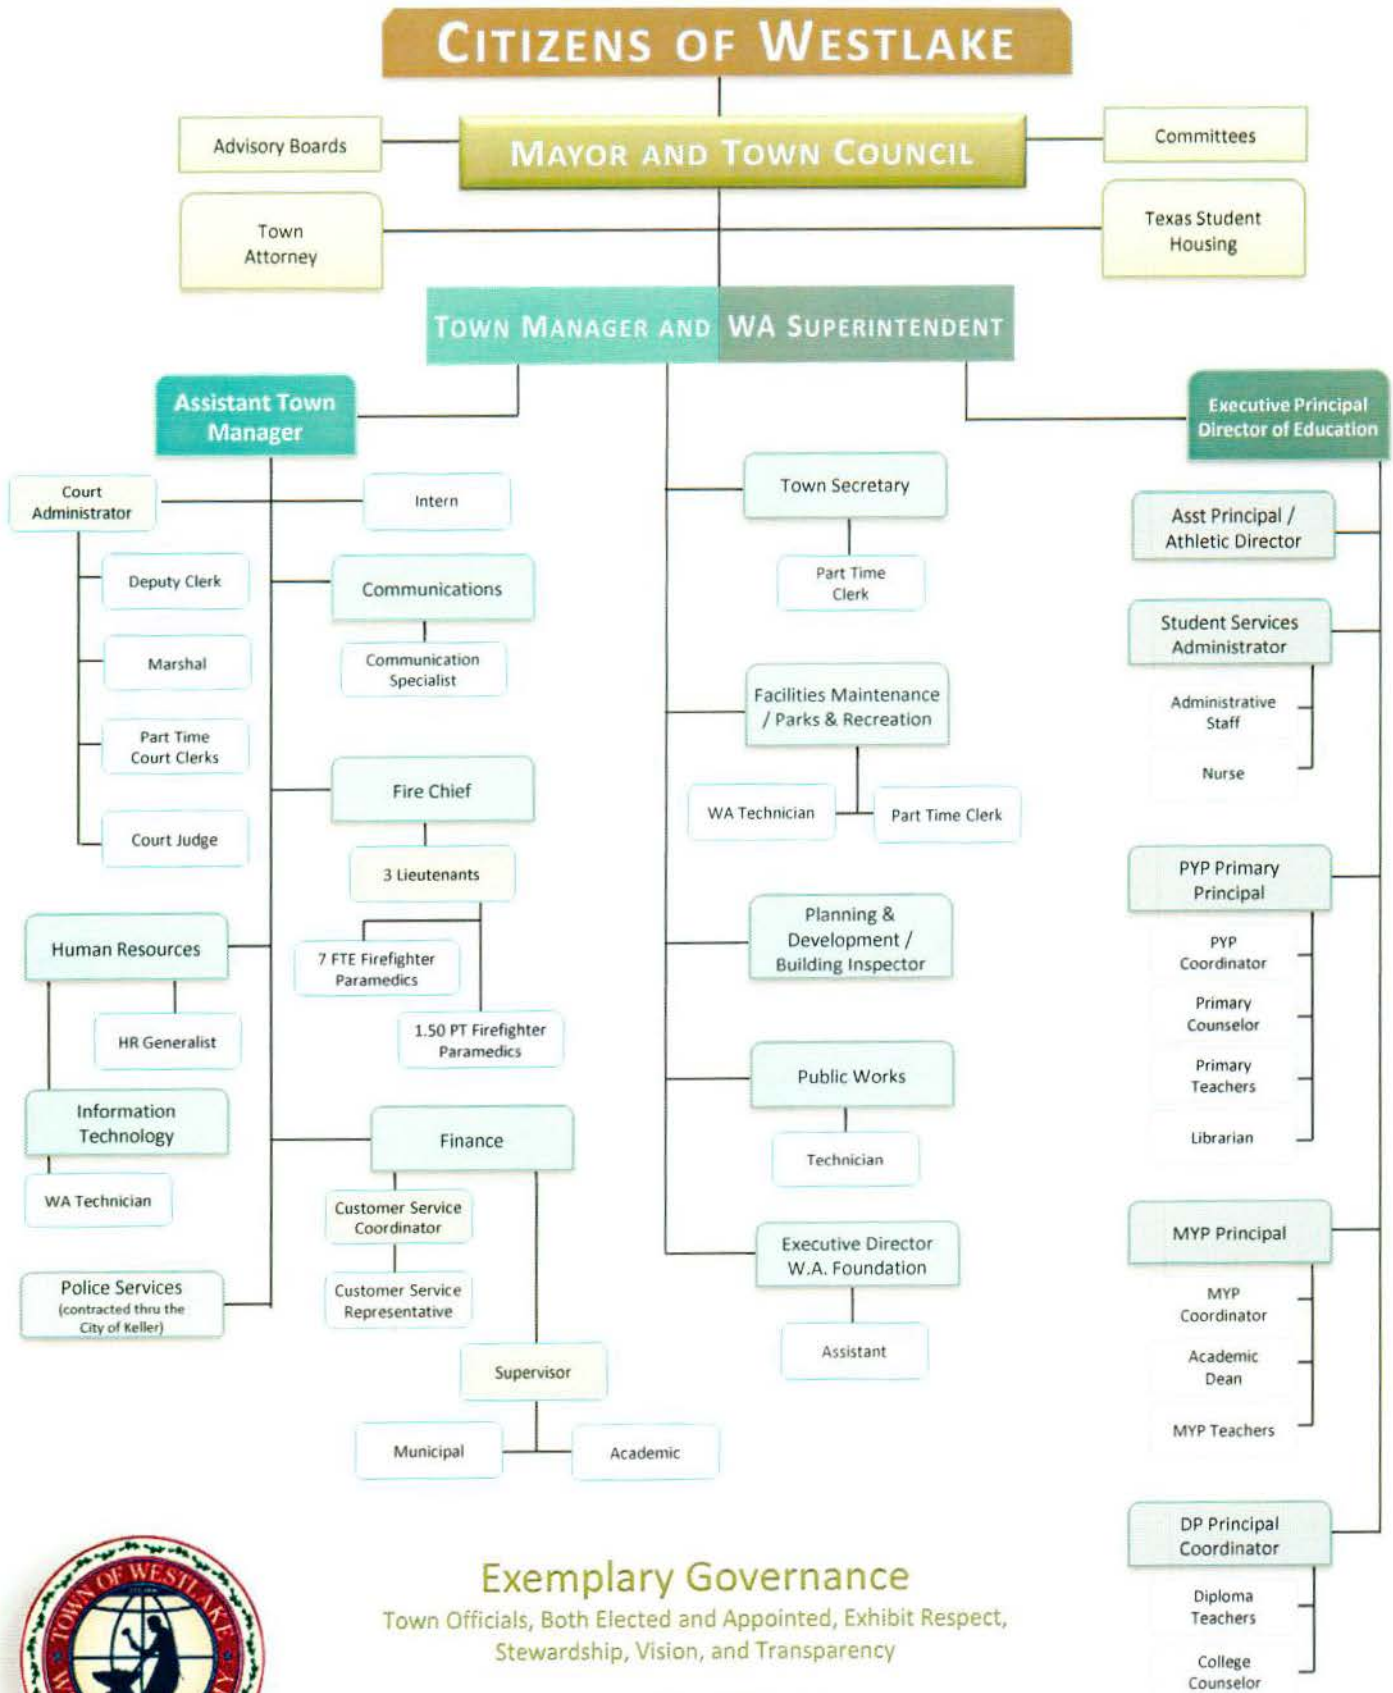 CITIZENS OF WESTLAKE
Advisory Boards
MAYOR AND TOWN COUNCIL
Committees
Town
Attorney
Texas Student
Housing
TOWN MANAGER AND WA SUPERINTENDENT
Assistant Town
Manager
Executive Principal
Director of Education
Court
Administrator
Intern
Deputy Clerk
Marshal
Part Time
Court Clerks
Court Judge
Communications
Communication
Specialist
Fire Chief
3 Lieutenants
7 FTE Firefighter
Paramedics
1.50 PT Firefighter
Paramedics
Human Resources
HR Generalist
Information
Technology
WA Technician
Finance
Customer Service
Coordinator
Customer Service
Representative
Supervisor
Municipal
Academic
Police Services
(contracted thru the
City of Keller)
Town Secretary
Part Time
Clerk
Facilities Maintenance
/ Parks & Recreation
WA Technician
Part Time Clerk
Planning &
Development /
Building Inspector
Public Works
Technician
Executive Director
W.A. Foundation
Assistant
Asst Principal /
Athletic Director
Student Services
Administrator
Administrative
Staff
Nurse
PYP Primary
Principal
PYP
Coordinator
Primary
Counselor
Primary
Teachers
Librarian
MYP Principal
MYP
Coordinator
Academic
Dean
MYP Teachers
DP Principal
Coordinator
Diploma
Teachers
College
Counselor
TOWN OF WESTLAKE
Exemplary Governance
Town Officials, Both Elected and Appointed, Exhibit Respect,
Stewardship, Vision, and Transparency